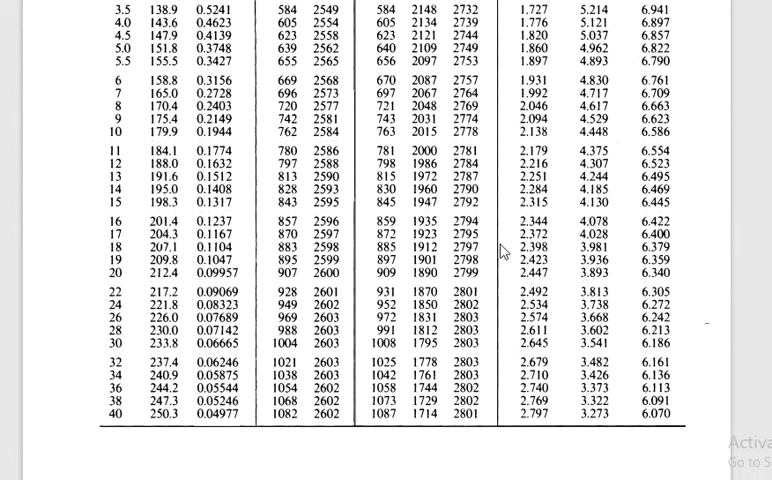 3.5 138.9 0.5241 584 2549 584 2148 2732 1.727 5.214 6.941
4.0 143.6 0.4623 605 2554 605 2134 2739 1.776 5.121 6.897
4.5 147.9 0.4139 623 2558 623 2121 2744 1.820 5.037 6.857
5.0 151.8 0.3748 639 2562 640 2109 2749 1.860 4.962 6.822
5.5 155.5 0.3427 655 2565 656 2097 2753 1.897 4.893 6.790
6 158.8 0.3156 669 2568 670 2087 2757 1.931 4.830 6.761
7 165.0 0.2728 696 2573 697 2067 2764 1.992 4.717 6.709
8 170.4 0.2403 720 2577 721 2048 2769 2.046 4.617 6.663
9 175.4 0.2149 742 2581 743 2031 2774 2.094 4.529 6.623
10 179.9 0.1944 762 2584 763 2015 2778 2.138 4.448 6.586
11 184.1 0.1774 780 2586 781 2000 2781 2.179 4.375 6.554
12 188.0 0.1632 797 2588 798 1986 2784 2.216 4.307 6.523
13 191.6 0.1512 813 2590 815 1972 2787 2.251 4.244 6.495
14 195.0 0.1408 828 2593 830 1960 2790 2.284 4.185 6.469
15 198.3 0.1317 843 2595 845 1947 2792 2.315 4.130 6.445
16 201.4 0.1237 857 2596 859 1935 2794 2.344 4.078 6.422
17 204.3 0.1167 870 2597 872 1923 2795 2.372 4.028 6.400
18 207.1 0.1104 883 2598 885 1912 2797 2.398 3.981 6.379
19 209.8 0.1047 895 2599 897 1901 2798 2.423 3.936 6.359
20 212.4 0.09957 907 2600 909 1890 2799 2.447 3.893 6.340
22 217.2 0.09069 928 2601 931 1870 2801 2.492 3.813 6.305
24 221.8 0.08323 949 2602 952 1850 2802 2.534 3.738 6.272
26 226.0 0.07689 969 2603 972 1831 2803 2.574 3.668 6.242
28 230.0 0.07142 988 2603 991 1812 2803 2.611 3.602 6.213
30 233.8 0.06665 1004 2603 1008 1795 2803 2.645 3.541 6.186
32 237.4 0.06246 1021 2603 1025 1778 2803 2.679 3.482 6.161
34 240.9 0.05875 1038 2603 1042 1761 2803 2.710 3.426 6.136
36 244.2 0.05544 1054 2602 1058 1744 2802 2.740 3.373 6.113
38 247.3 0.05246 1068 2602 1073 1729 2802 2.769 3.322 6.091
40 250.3 0.04977 1082 2602 1087 1714 2801 2.797 3.273 6.070
Activa
Go to S